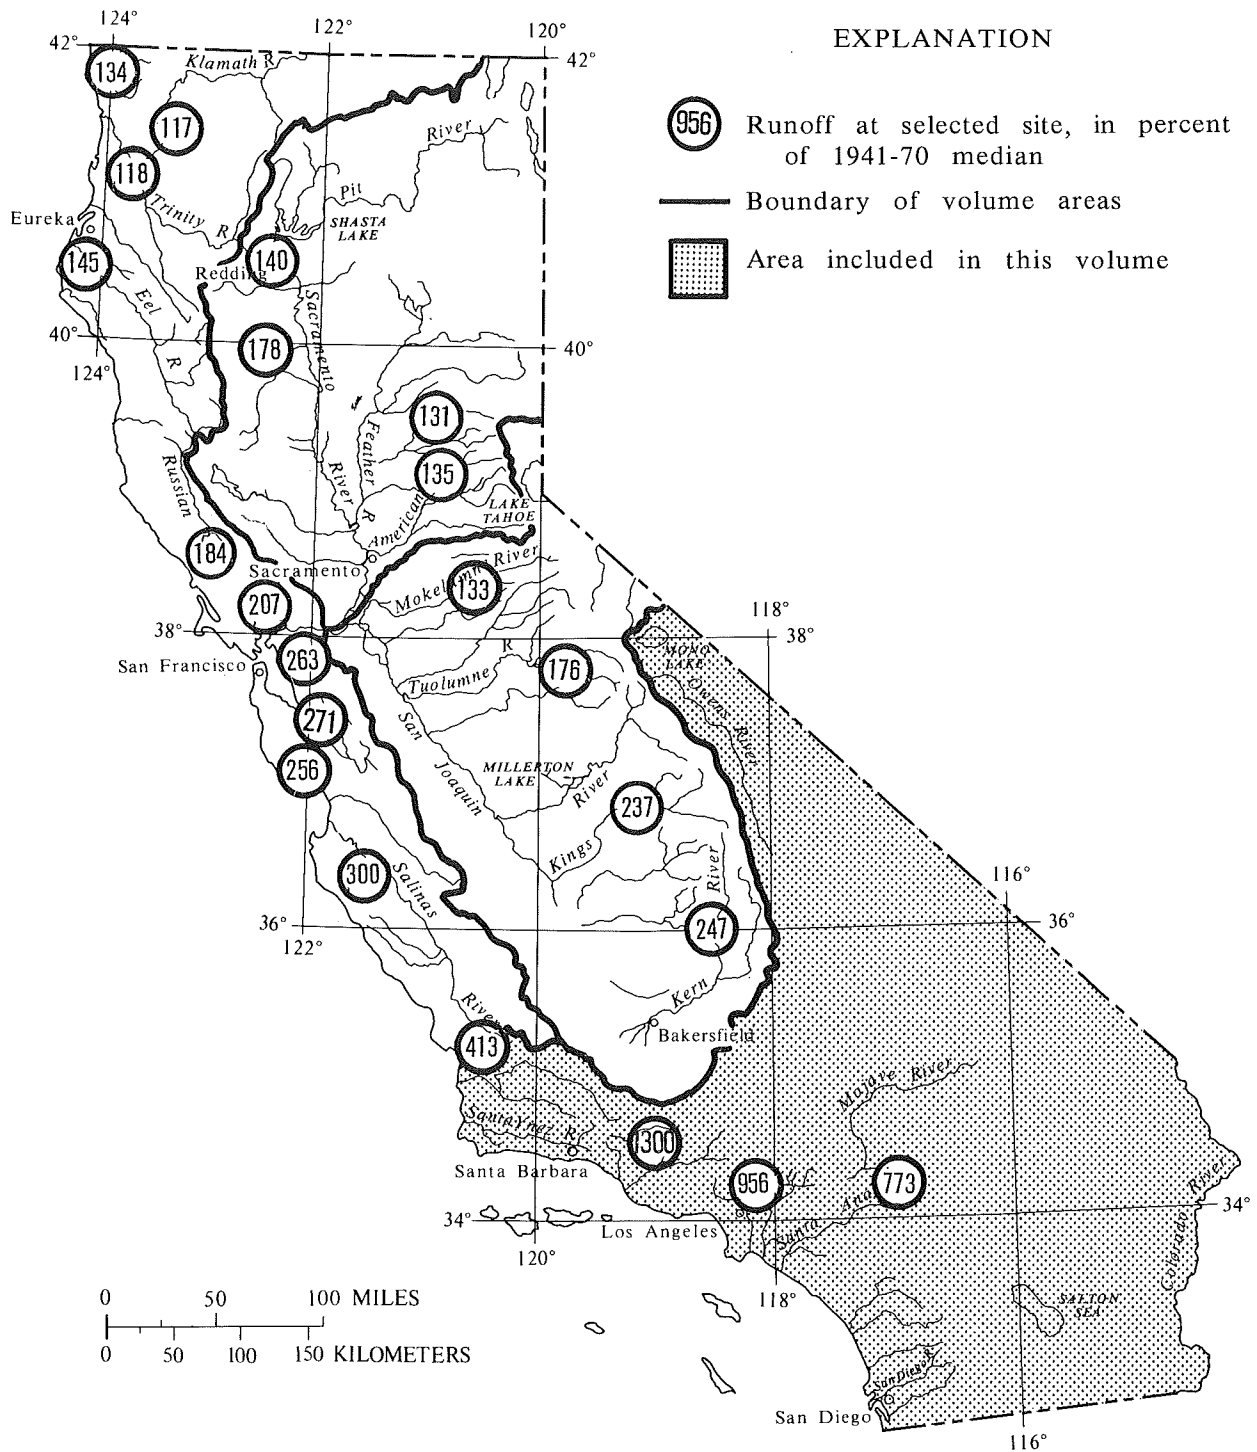 124°
122°
120°
EXPLANATION
42°
42°
Klamath R
134
956
Runoff at selected site, in percent
of 1941-70 median
117
River
118
Pit
Boundary of volume areas
Trinity R
SHASTA
LAKE
Eureka
145
140
Redding
Area included in this volume
Eel R
Sacramento River
40°
40°
178
124°
131
Feather R
135
Russian
American
LAKE
TAHOE
184
Sacramento
Mokelumne River
133
207
118°
38°
38°
263
MONO
LAKE
San Francisco
R
176
Tuolumne
Owens River
271
San Joaquin
256
MILLERTON
LAKE
River
237
Kings
300
Salinas
River
116°
36°
36°
122°
247
River
Kern
413
Bakersfield
Mojave River
Santa Ynez R
1300
Santa Barbara
956
773
Santa Ana
34°
34°
Los Angeles
Colorado River
120°
118°
0 50 100 MILES
0 50 100 150 KILOMETERS
SALTON
SEA
San Diego R
San Diego
116°